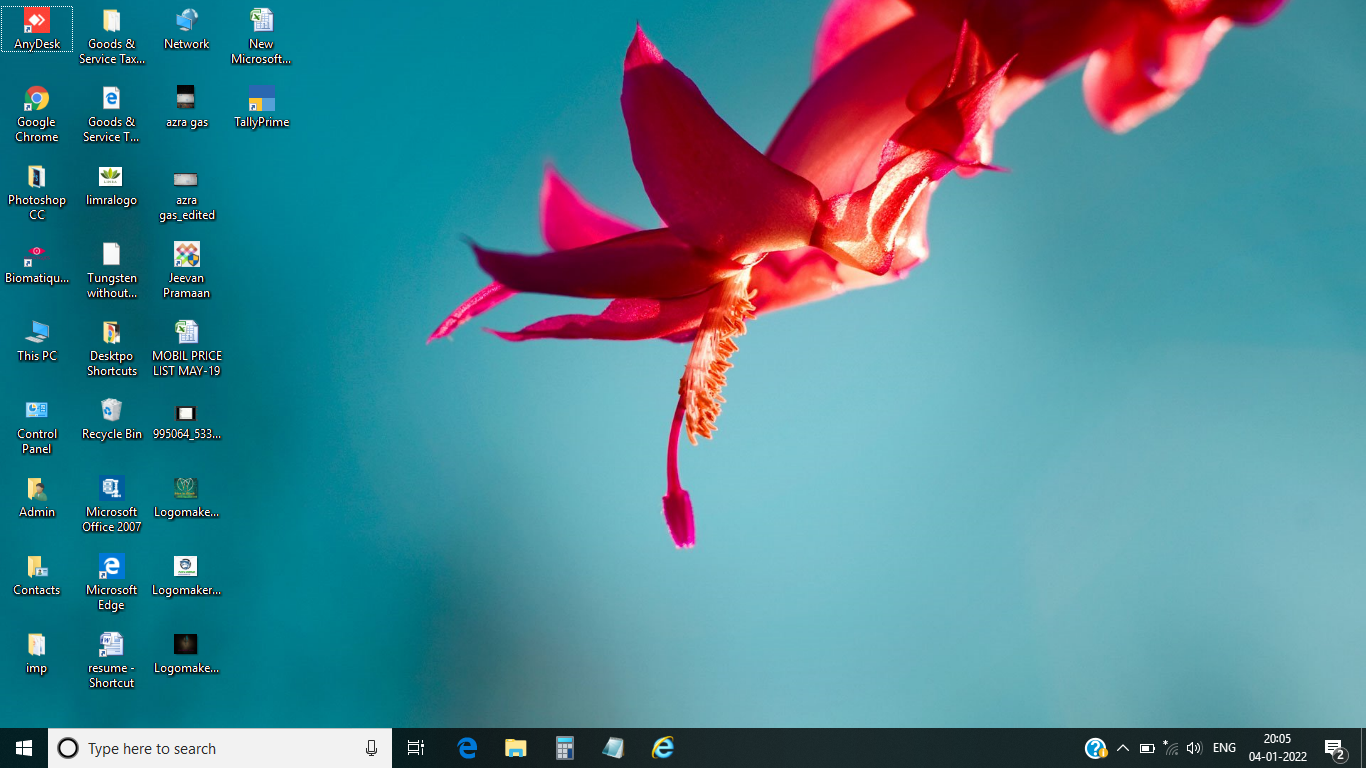 AnyDesk
Google
Chrome
Photoshop
CC
Biomatiqu...
This PC
Control
Panel
Admin
Contacts
imp
Goods &
Service Tax...
Goods &
Service T...
limralogo
Tungsten
without...
Desktpo
Shortcuts
Recycle Bin
Microsoft
Office 2007
Microsoft
Edge
resume -
Shortcut
Network
azra gas
azra
gas_edited
Jeevan
Pramaan
MOBIL PRICE
LIST MAY-19
995064_533...
Logomake...
Logomaker...
Logomake...
New
Microsoft...
TallyPrime
Type here to search
ENG
20:05
04-01-2022
2